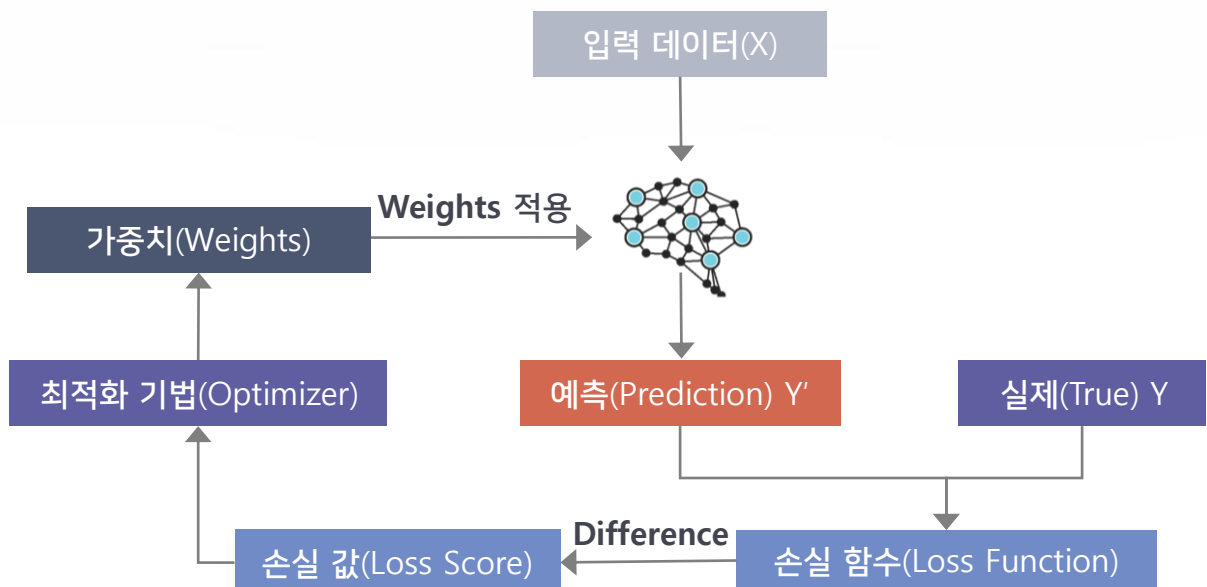 입력 데이터(X)
Weights 적용
가중치(Weights)
최적화 기법(Optimizer)
예측(Prediction) Y’
실제(True) Y
Difference
손실 값(Loss Score)
손실 함수(Loss Function)